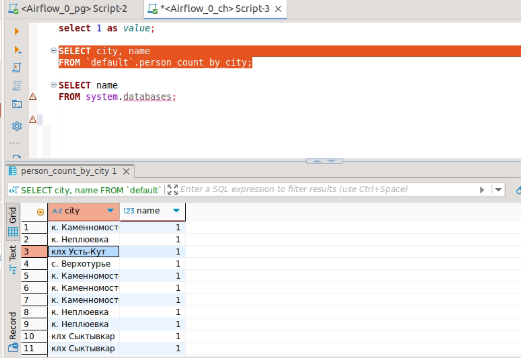 <Airflow_0_pg> Script-2
*<Airflow_0_ch> Script-3
select 1 as value;
SELECT city, name
FROM `default`.person_count_by_city;
SELECT name
FROM system.databases;
person_count_by_city 1
SELECT city, name FROM `default`
Enter a SQL expression to filter results (use Ctrl+Space)
Grid
Text
Record
A-Z city 123 name
1 к. Каменномост 1
2 к. Неплюевка 1
3 клх Усть-Кут 1
4 с. Верхотурье 1
5 к. Каменномост 1
6 к. Каменномост 1
7 к. Каменномост 1
8 к. Неплюевка 1
9 к. Неплюевка 1
10 клх Сыктывкар 1
11 клх Сыктывкар 1